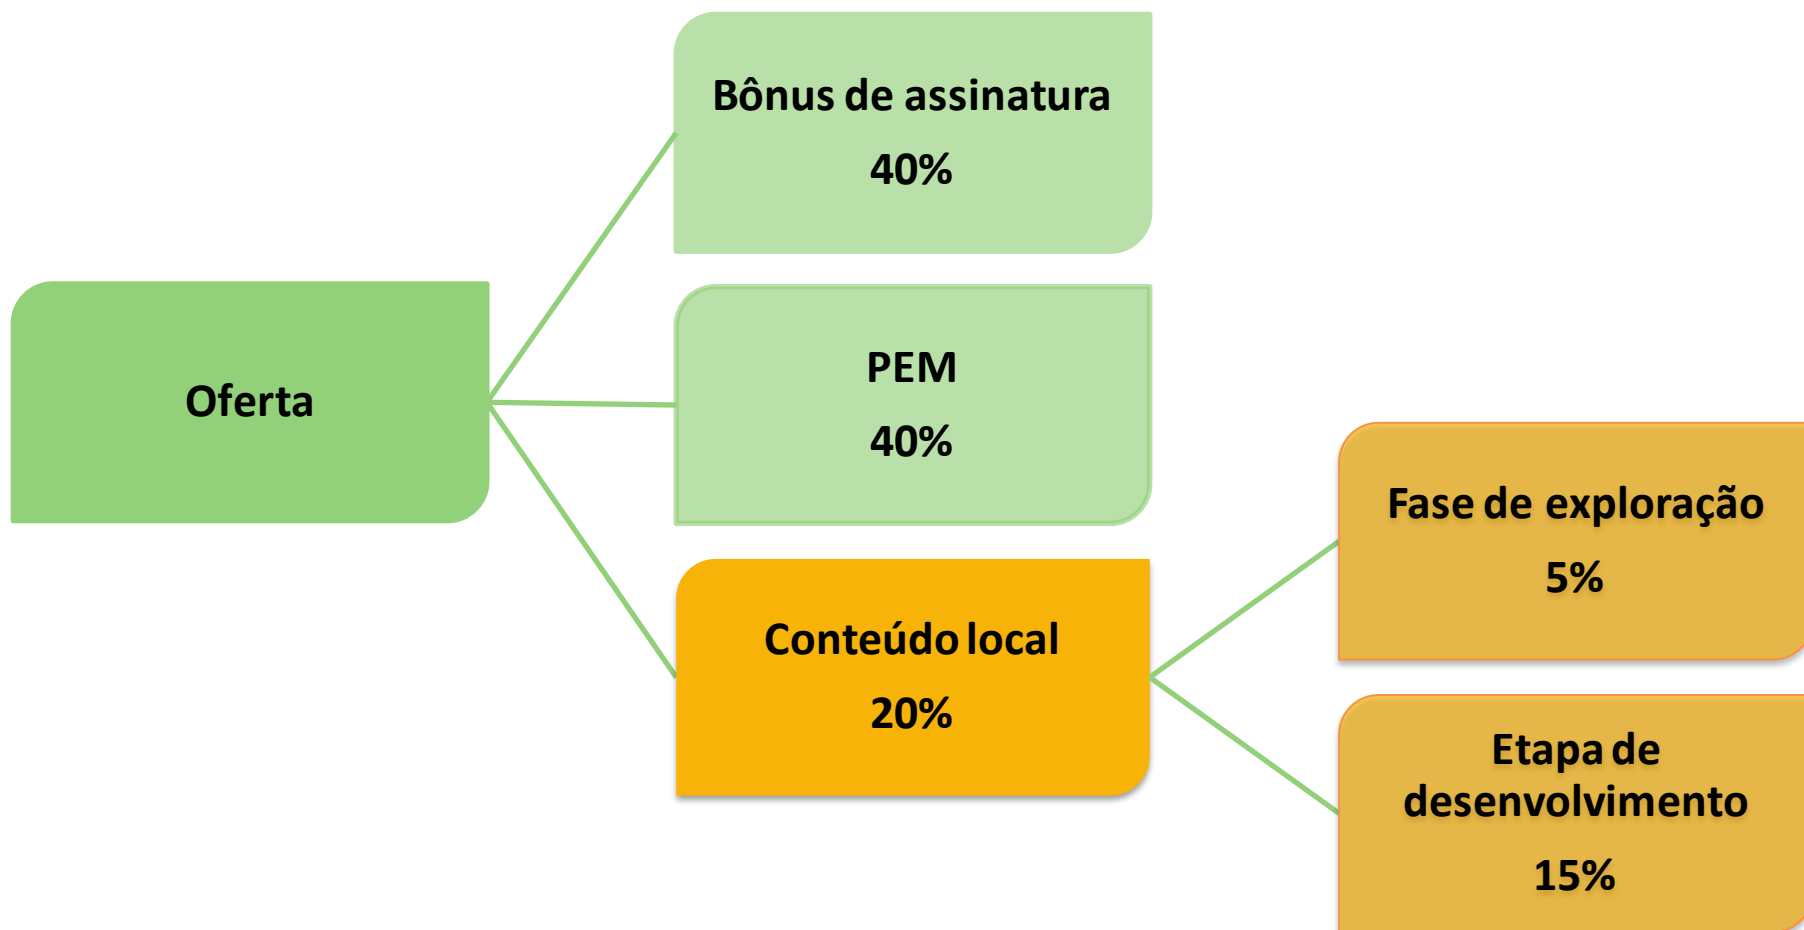 Oferta
Bônus de assinatura
40%
PEM
40%
Conteúdo local
20%
Fase de exploração
5%
Etapa de
desenvolvimento
15%